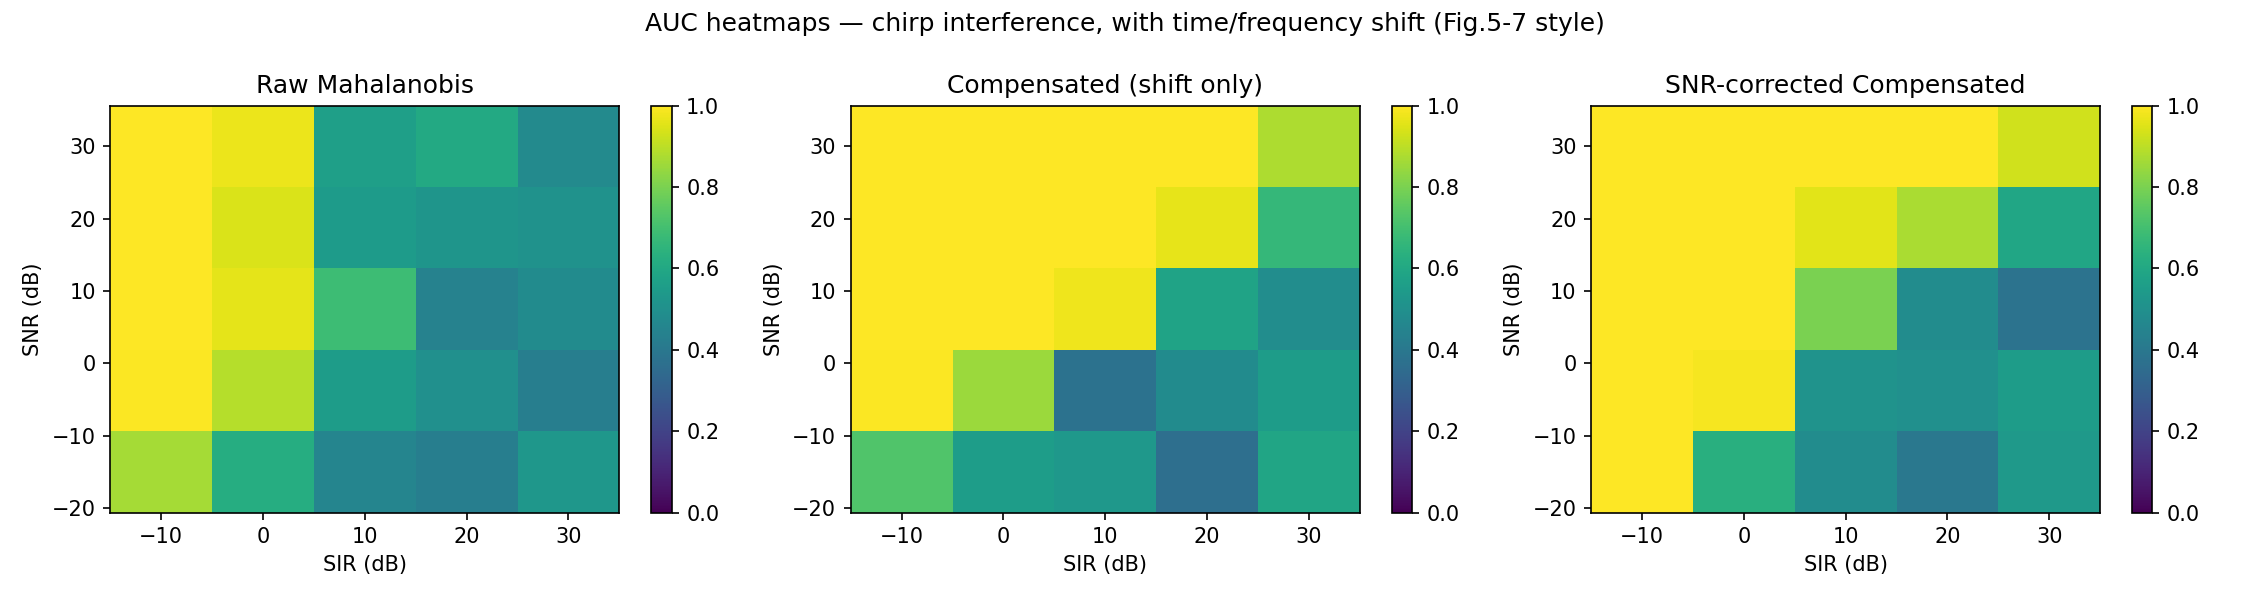 AUC heatmaps — chirp interference, with time/frequency shift (Fig.5-7 style)
Raw Mahalanobis
SNR (dB)
30
20
10
0
−10
−20
−10 0 10 20 30
SIR (dB)
1.0
0.8
0.6
0.4
0.2
0.0
Compensated (shift only)
SNR (dB)
30
20
10
0
−10
−20
−10 0 10 20 30
SIR (dB)
1.0
0.8
0.6
0.4
0.2
0.0
SNR-corrected Compensated
SNR (dB)
30
20
10
0
−10
−20
−10 0 10 20 30
SIR (dB)
1.0
0.8
0.6
0.4
0.2
0.0